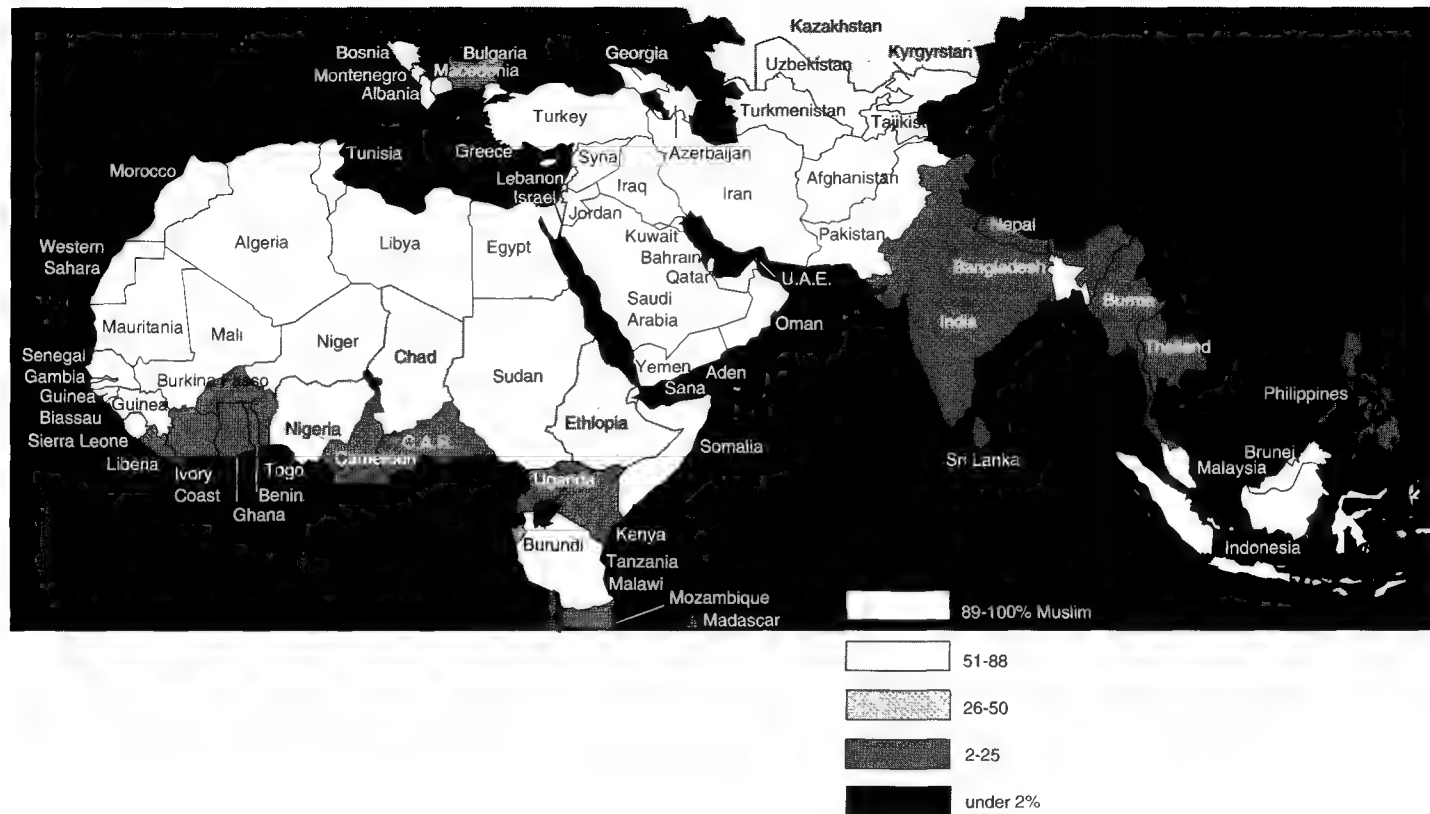 Kazakhstan
Bosnia
Bulgaria
Georgia
Kyrgyrstan
Montenegro
Macedonia
Uzbekistan
Albania
Turkey
Turkmenistan
Tunisia
Greece
Syna
Azerbaijan
Morocco
Lebanon
Israel
Iraq
Iran
Afghanistan
Jordan
Western
Sahara
Algeria
Libya
Egypt
Kuwait
Bahrain
Qatar
Pakistan
Nepal
Bangladesh
U.A.E.
Saudi
Arabia
Oman
India
Burma
Thailand
Mauritania
Mali
Niger
Chad
Sudan
Yemen
Aden
Sana
Senegal
Gambia
Guinea
Biassau
Guinea
Sierra Leone
Nigeria
C.A.R.
Cameroun
Ethiopia
Somalia
Philippines
Liberia
Ivory
Coast
Togo
Benin
Ghana
Uganda
Sri Lanka
Brunei
Malaysia
Indonesia
Burundi
Kenya
Tanzania
Malawi
Mozambique
Madascar
89-100% Muslim
51-88
26-50
2-25
under 2%